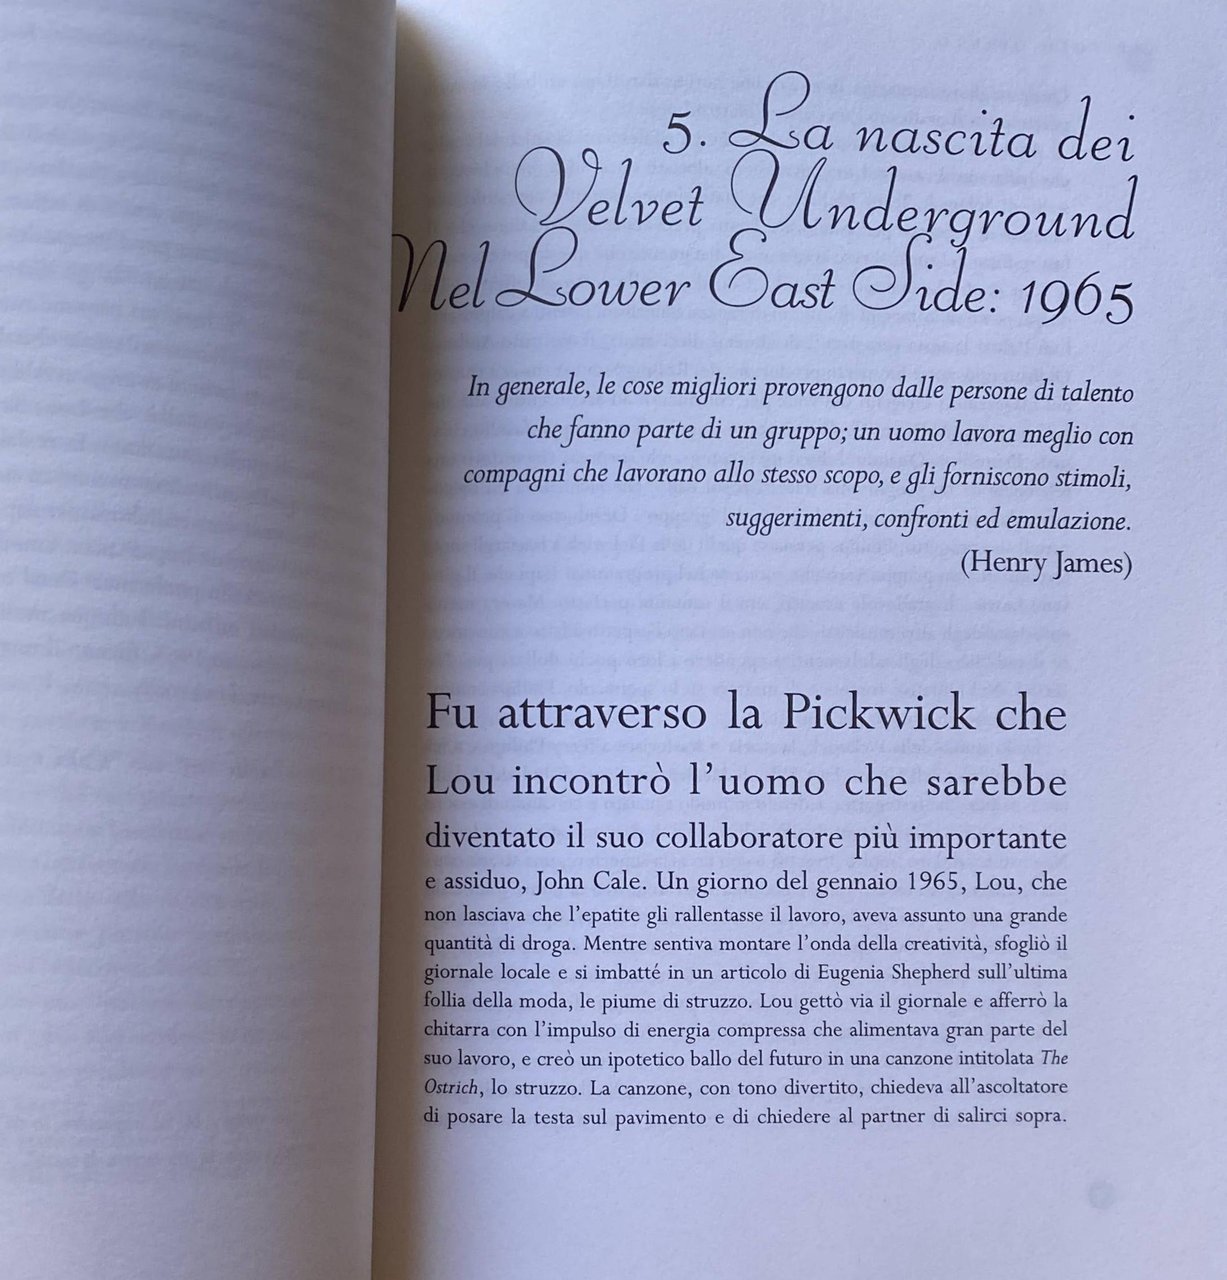 5. La nascita dei
Velvet Underground
Nel Lower East Side: 1965
In generale, le cose migliori provengono dalle persone di talento
che fanno parte di un gruppo; un uomo lavora meglio con
compagni che lavorano allo stesso scopo, e gli forniscono stimoli,
suggerimenti, confronti ed emulazione.
(Henry James)
Fu attraverso la Pickwick che
Lou incontrò l'uomo che sarebbe
diventato il suo collaboratore più importante
e assiduo, John Cale. Un giorno del gennaio 1965, Lou, che
non lasciava che l'epatite gli rallentasse il lavoro, aveva assunto una grande
quantità di droga. Mentre sentiva montare l'onda della creatività, sfogliò il
giornale locale e si imbatté in un articolo di Eugenia Shepherd sull'ultima
follia della moda, le piume di struzzo. Lou gettò via il giornale e afferrò la
chitarra con l'impulso di energia compressa che alimentava gran parte del
suo lavoro, e creò un ipotetico ballo del futuro in una canzone intitolata The
Ostrich, lo struzzo. La canzone, con tono divertito, chiedeva all'ascoltatore
di posare la testa sul pavimento e di chiedere al partner di salirci sopra.